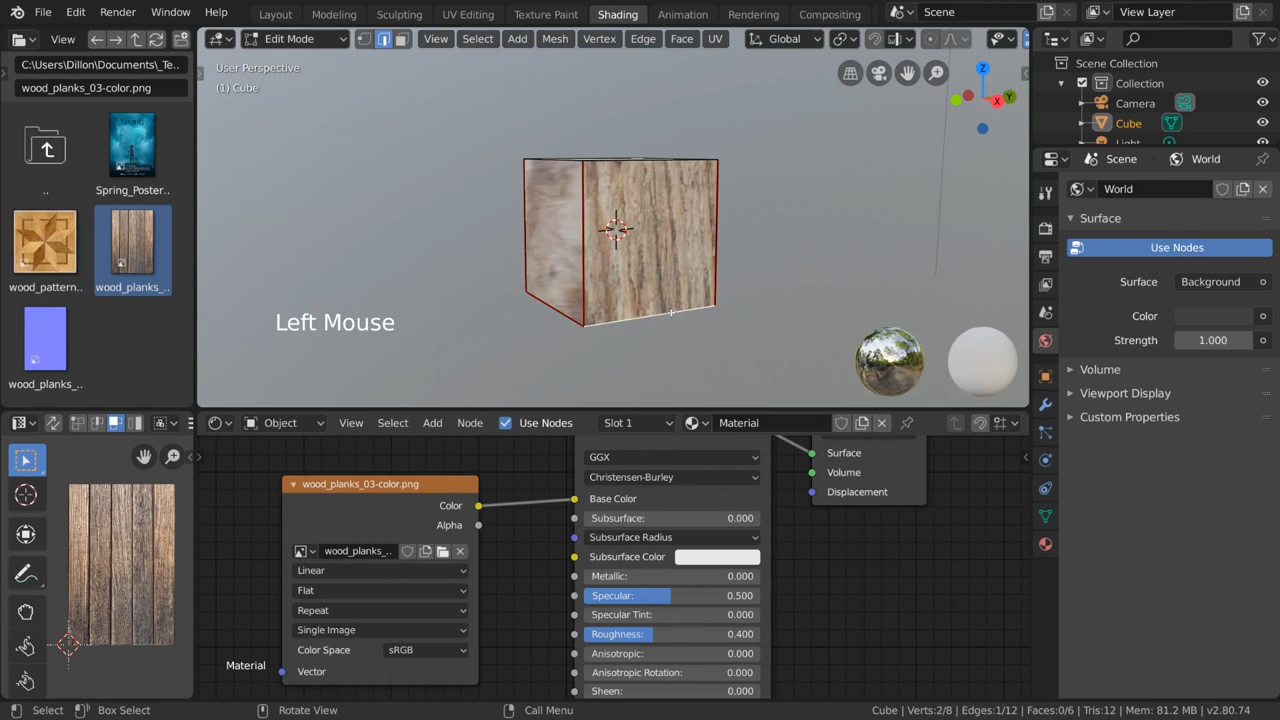 File Edit Render Window Help Layout Modeling Sculpting UV Editing Texture Paint Shading Animation Rendering Compositing Scene View Layer
View
C:\Users\Dillon\Documents\_Te..
wood_planks_03-color.png
..
Spring_Poster..
wood_pattern..
wood_planks_..
wood_planks_..
Edit Mode View Select Add Mesh Vertex Edge Face UV Global
User Perspective
(1) Cube
Z
X
Y
Left Mouse
Scene Collection
Collection
Camera
Cube
Light
Scene World
World
Surface
Use Nodes
Surface Background
Color
Strength 1.000
Volume
Viewport Display
Custom Properties
Object View Select Add Node Use Nodes Slot 1 Material
wood_planks_03-color.png
Color
Alpha
wood_planks_..
Linear
Flat
Repeat
Single Image
Color Space sRGB
Vector
Material
GGX
Christensen-Burley
Base Color
Subsurface: 0.000
Subsurface Radius
Subsurface Color
Metallic: 0.000
Specular: 0.500
Specular Tint: 0.000
Roughness: 0.400
Anisotropic: 0.000
Anisotropic Rotation: 0.000
Sheen: 0.000
Surface
Volume
Displacement
Select Box Select Rotate View Call Menu Cube | Verts:2/8 | Edges:1/12 | Faces:0/6 | Tris:12 | Mem: 81.2 MB | v2.80.74